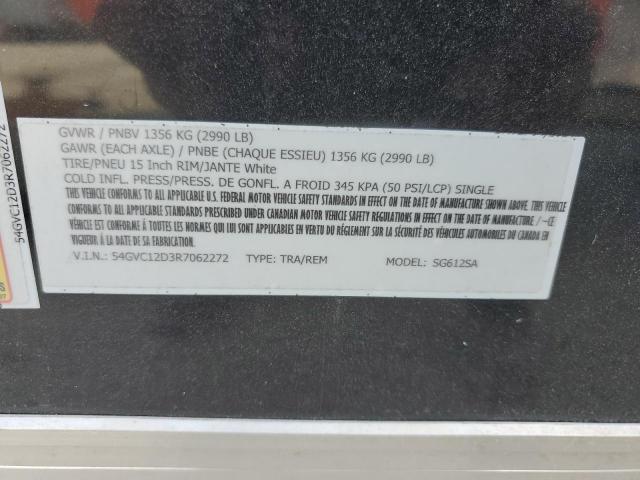 GVWR / PNBV 1356 KG (2990 LB)
GAWR (EACH AXLE) / PNBE (CHAQUE ESSIEU) 1356 KG (2990 LB)
TIRE/PNEU 15 Inch RIM/JANTE White
COLD INFL. PRESS/PRESS. DE GONFL. A FROID 345 KPA (50 PSI/LCP) SINGLE
THIS VEHICLE CONFORMS TO ALL APPLICABLE U.S. FEDERAL MOTOR VEHICLE SAFETY STANDARDS IN EFFECT ON THE DATE OF MANUFACTURE SHOWN ABOVE. THIS VEHICLE
CONFORMS TO ALL APPLICABLE STANDARDS PRESCRIBED UNDER CANADIAN MOTOR VEHICLE SAFETY REGULATIONS IN EFFECT ON THE DATE OF MANUFACTURE / -CE
VÉHICULE EST CONFORME À TOUTES LES NORMES QUI LUI SONT APPLICABLES EN VERTU DU RÈGLEMENT SUR LA SÉCURITÉ DES VÉHICULES AUTOMOBILES DU CANADA EN
VIGUEUR À LA DATE DE SA FABRICATION.
V.I.N.: 54GVC12D3R7062272 TYPE: TRA/REM MODEL: SG612SA
54GVC12D3R7062272